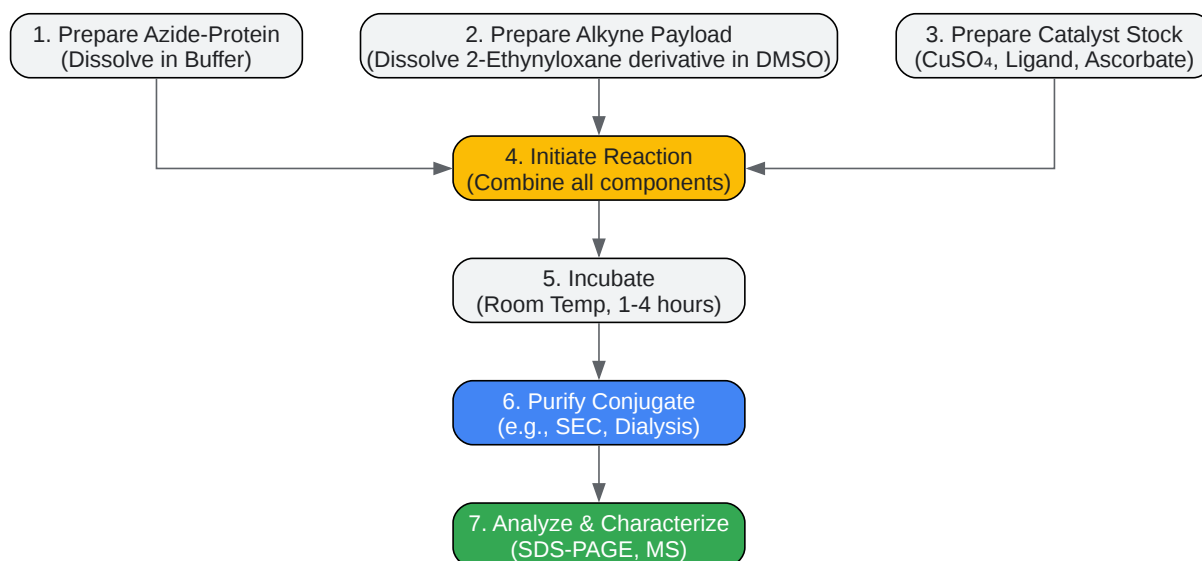 1. Prepare Azide-Protein
(Dissolve in Buffer)
2. Prepare Alkyne Payload
(Dissolve 2-Ethynyloxane derivative in DMSO)
3. Prepare Catalyst Stock
(CuSO₄, Ligand, Ascorbate)
4. Initiate Reaction
(Combine all components)
5. Incubate
(Room Temp, 1-4 hours)
6. Purify Conjugate
(e.g., SEC, Dialysis)
7. Analyze & Characterize
(SDS-PAGE, MS)